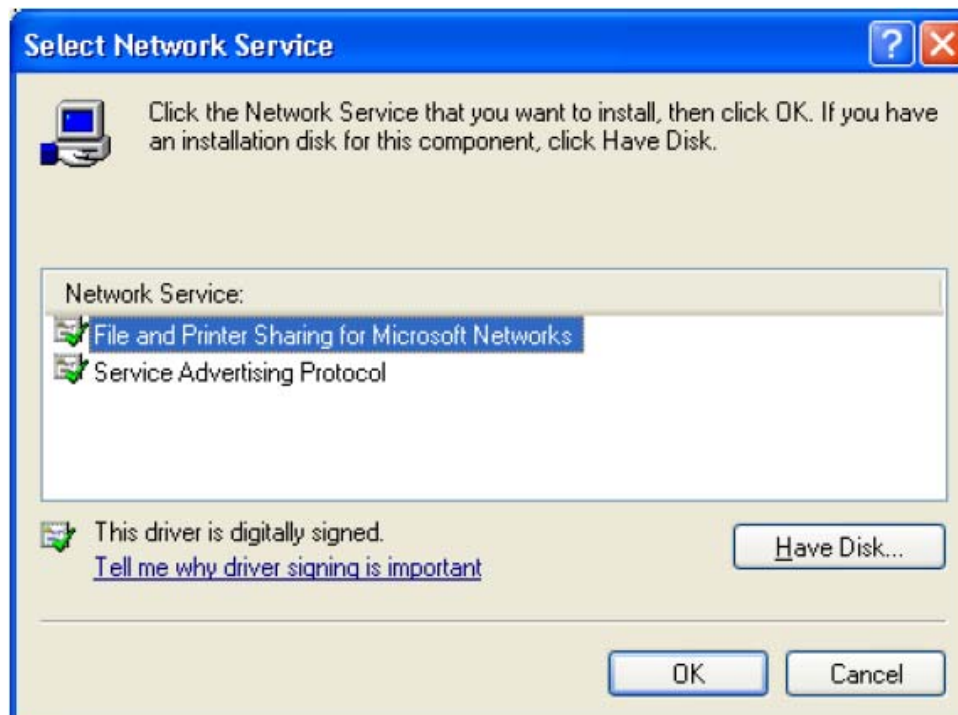 Select Network Service
Click the Network Service that you want to install, then click OK. If you have
an installation disk for this component, click Have Disk.
Network Service:
File and Printer Sharing for Microsoft Networks
Service Advertising Protocol
This driver is digitally signed.
Have Disk...
Tell me why driver signing is important
OK
Cancel